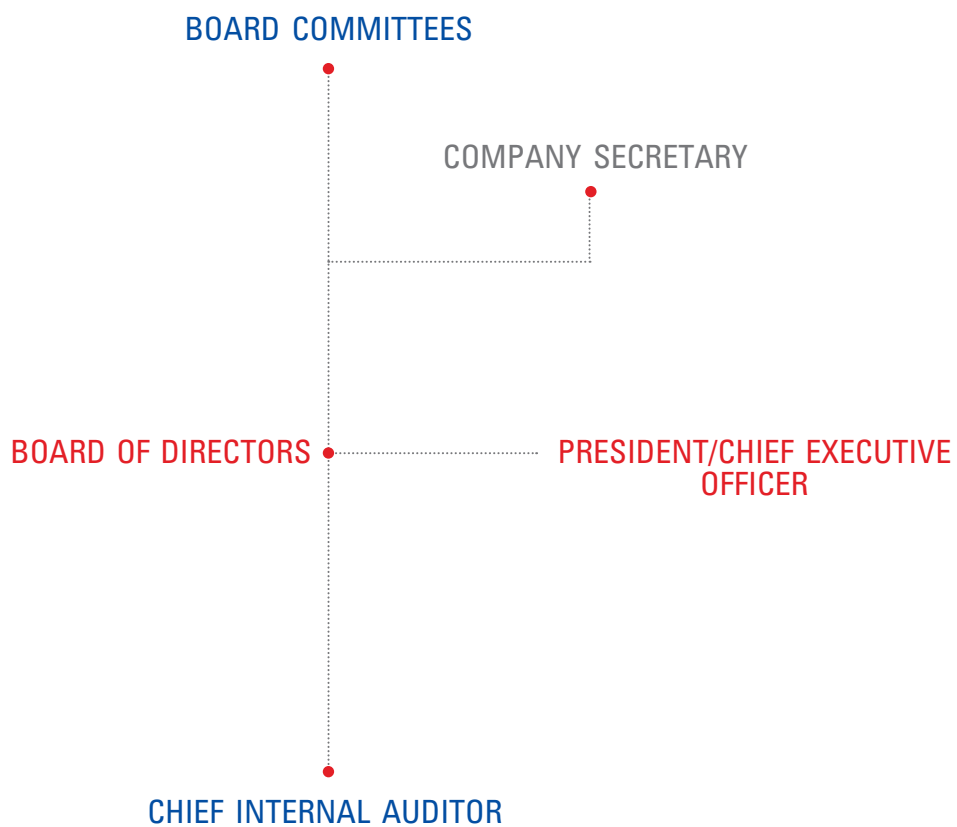 BOARD COMMITTEES
COMPANY SECRETARY
BOARD OF DIRECTORS
PRESIDENT/CHIEF EXECUTIVE
OFFICER
CHIEF INTERNAL AUDITOR